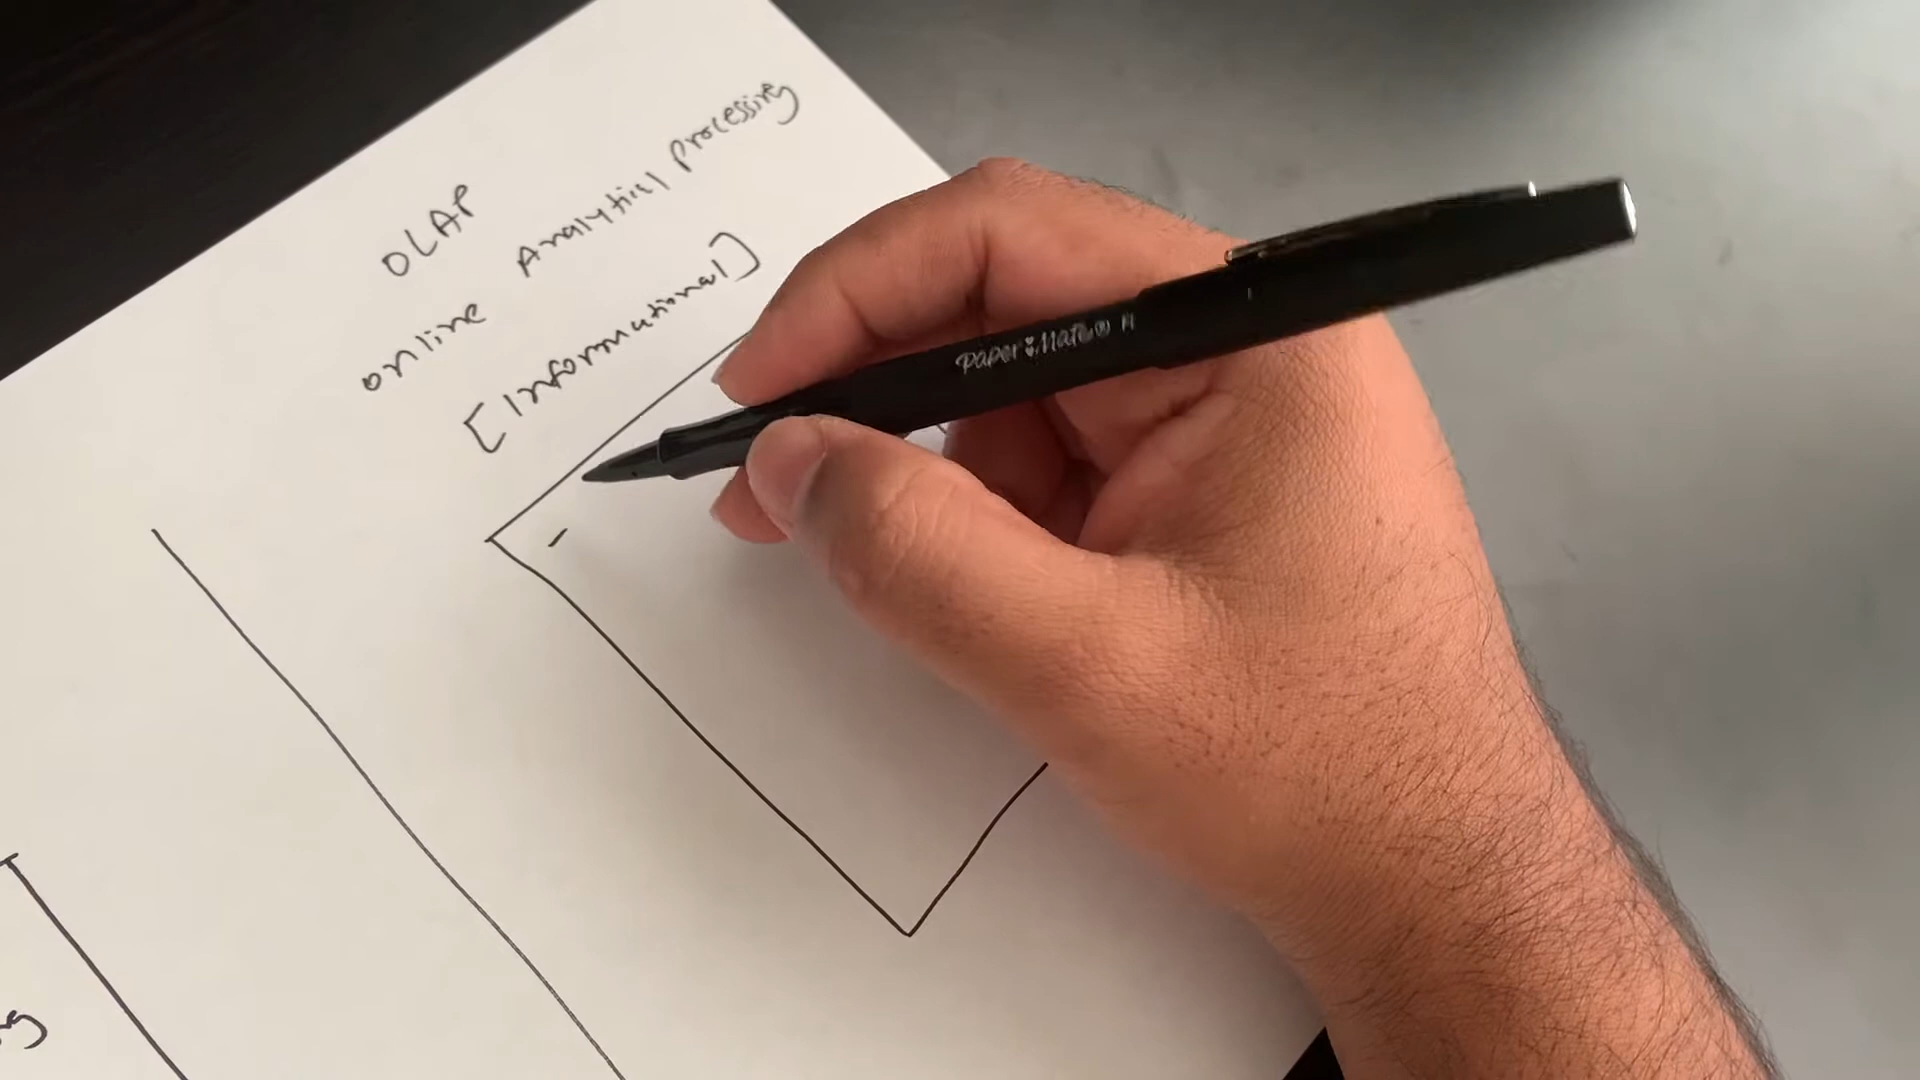 OLAP
online Analytical Processing
[Informational]
Paper Mate® M